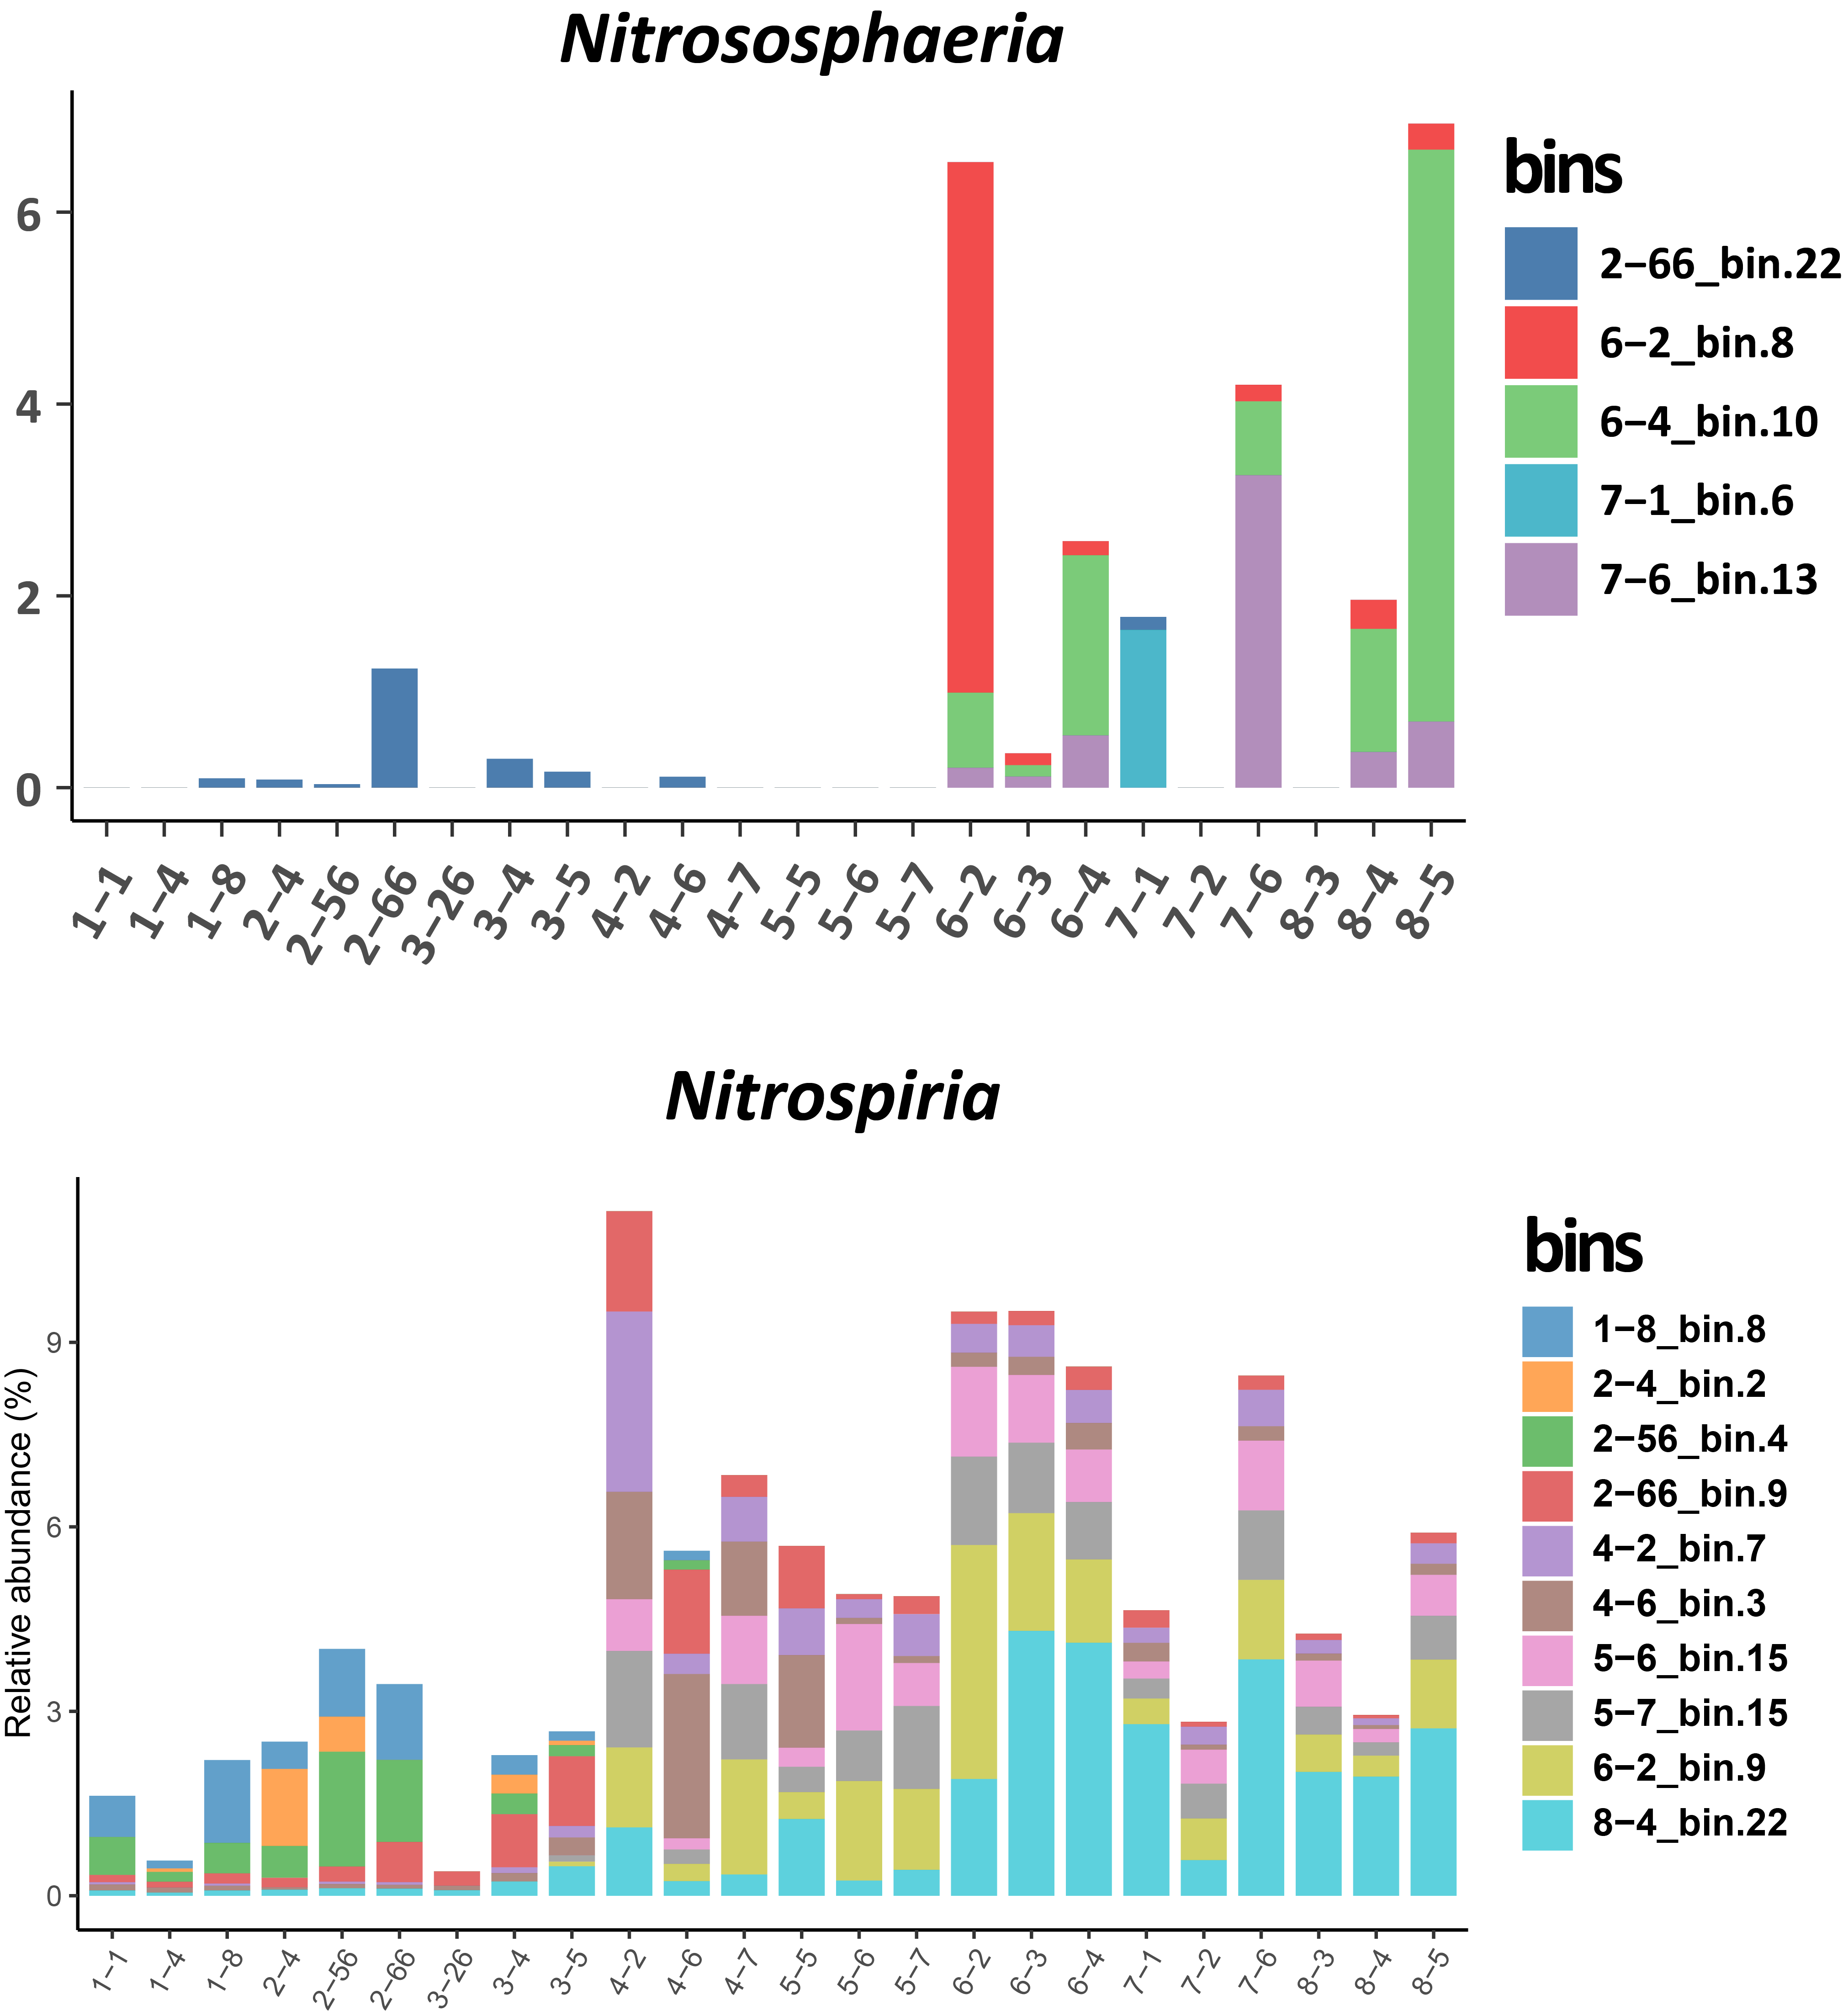 Nitrososphaeria
6
4
2
0
1−1 1−4 1−8 2−4 2−56 2−66 3−26 3−4 3−5 4−2 4−6 4−7 5−5 5−6 5−7 6−2 6−3 6−4 7−1 7−2 7−6 8−3 8−4 8−5
bins
2−66_bin.22
6−2_bin.8
6−4_bin.10
7−1_bin.6
7−6_bin.13
Nitrospiria
Relative abundance (%)
9
6
3
0
1−1 1−4 1−8 2−4 2−56 2−66 3−26 3−4 3−5 4−2 4−6 4−7 5−5 5−6 5−7 6−2 6−3 6−4 7−1 7−2 7−6 8−3 8−4 8−5
bins
1−8_bin.8
2−4_bin.2
2−56_bin.4
2−66_bin.9
4−2_bin.7
4−6_bin.3
5−6_bin.15
5−7_bin.15
6−2_bin.9
8−4_bin.22